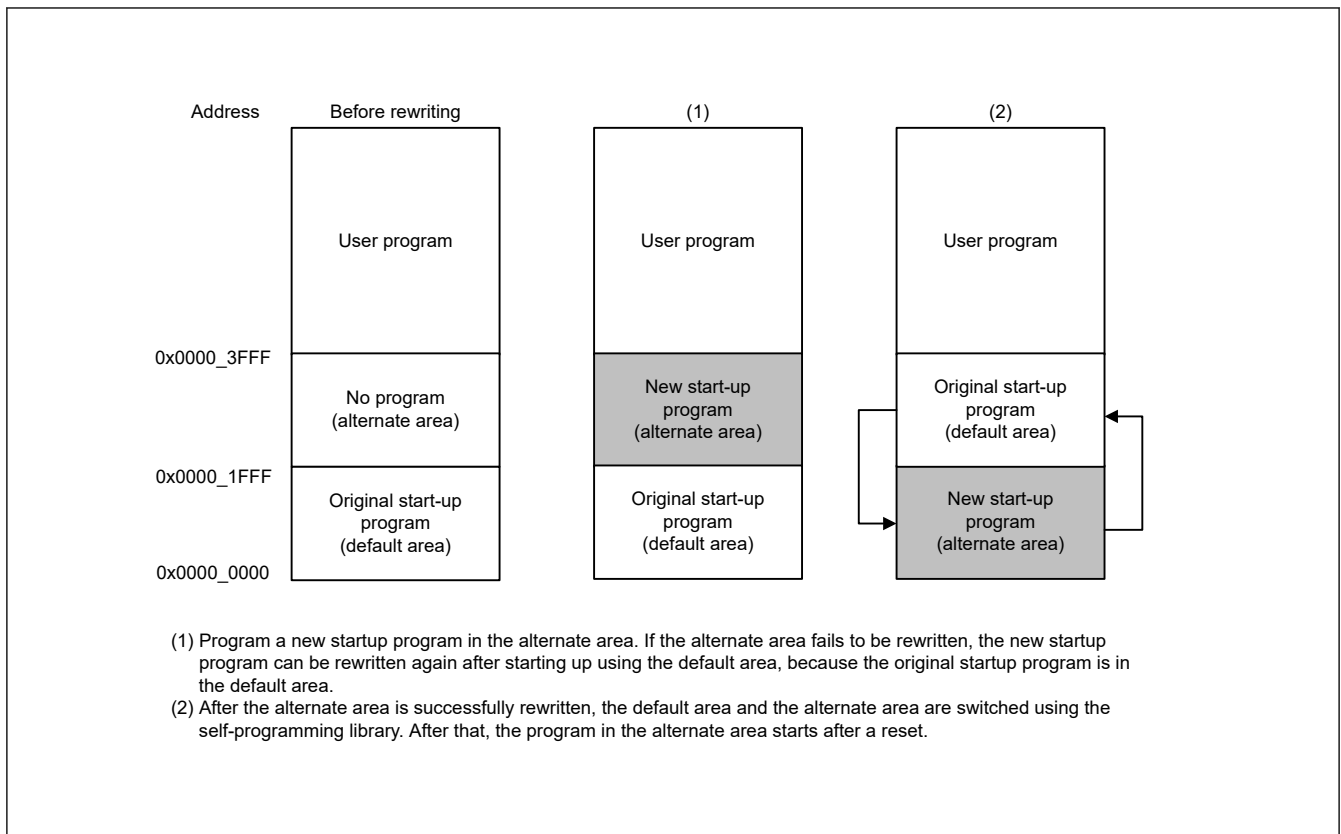 Address
Before rewriting
(1)
(2)
User program
User program
User program
0x0000_3FFF
No program
(alternate area)
New start-up
program
(alternate area)
Original start-up
program
(default area)
0x0000_1FFF
Original start-up
program
(default area)
Original start-up
program
(default area)
New start-up
program
(alternate area)
0x0000_0000
(1) Program a new startup program in the alternate area. If the alternate area fails to be rewritten, the new startup
program can be rewritten again after starting up using the default area, because the original startup program is in
the default area.
(2) After the alternate area is successfully rewritten, the default area and the alternate area are switched using the
self-programming library. After that, the program in the alternate area starts after a reset.